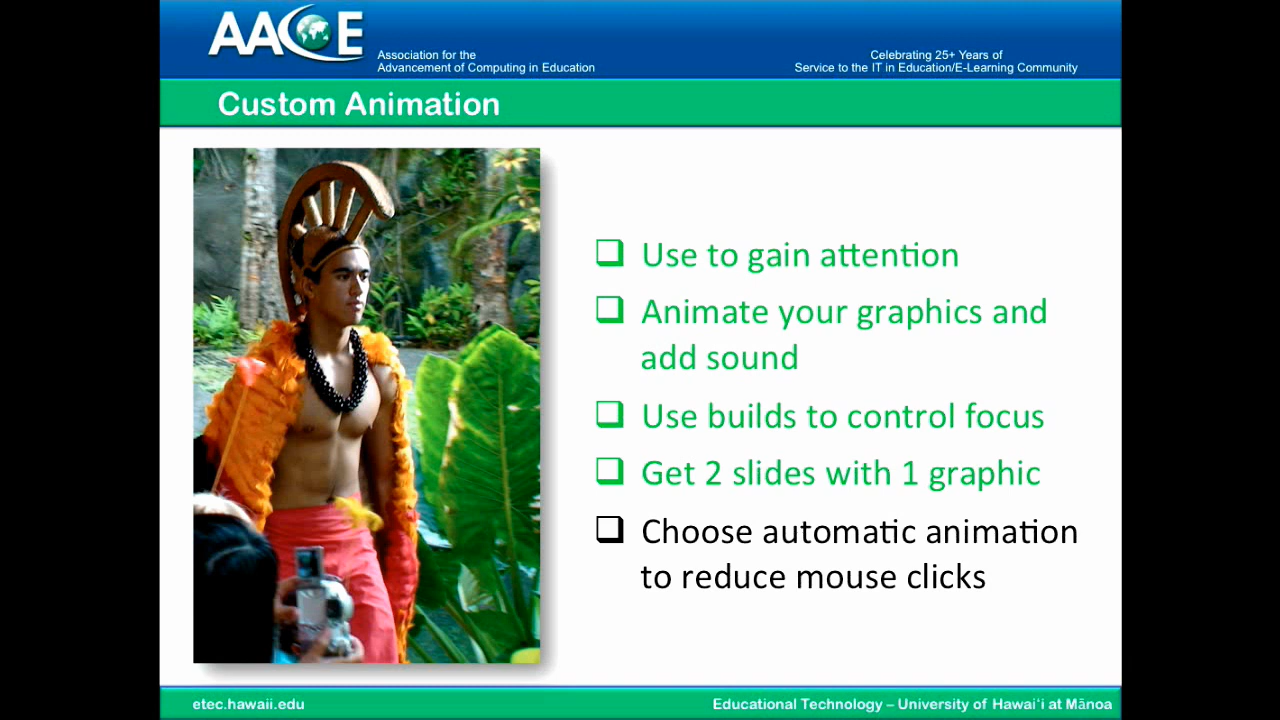 AACE
Association for the
Advancement of Computing in Education
Celebrating 25+ Years of
Service to the IT in Education/E-Learning Community
Custom Animation
❑ Use to gain attention
❑ Animate your graphics and
add sound
❑ Use builds to control focus
❑ Get 2 slides with 1 graphic
❑ Choose automatic animation
to reduce mouse clicks
etec.hawaii.edu
Educational Technology – University of Hawai‘i at Mānoa